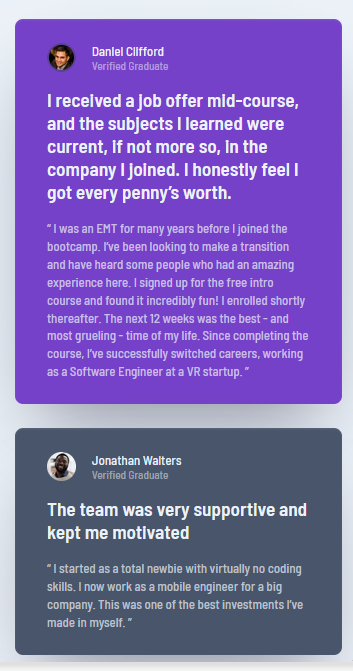 Daniel Clifford
Verified Graduate
I received a job offer mid-course,
and the subjects I learned were
current, if not more so, in the
company I joined. I honestly feel I
got every penny’s worth.
“ I was an EMT for many years before I joined the
bootcamp. I’ve been looking to make a transition
and have heard some people who had an amazing
experience here. I signed up for the free intro
course and found it incredibly fun! I enrolled shortly
thereafter. The next 12 weeks was the best - and
most grueling - time of my life. Since completing the
course, I’ve successfully switched careers, working
as a Software Engineer at a VR startup. ”
Jonathan Walters
Verified Graduate
The team was very supportive and
kept me motivated
“ I started as a total newbie with virtually no coding
skills. I now work as a mobile engineer for a big
company. This was one of the best investments I’ve
made in myself. ”